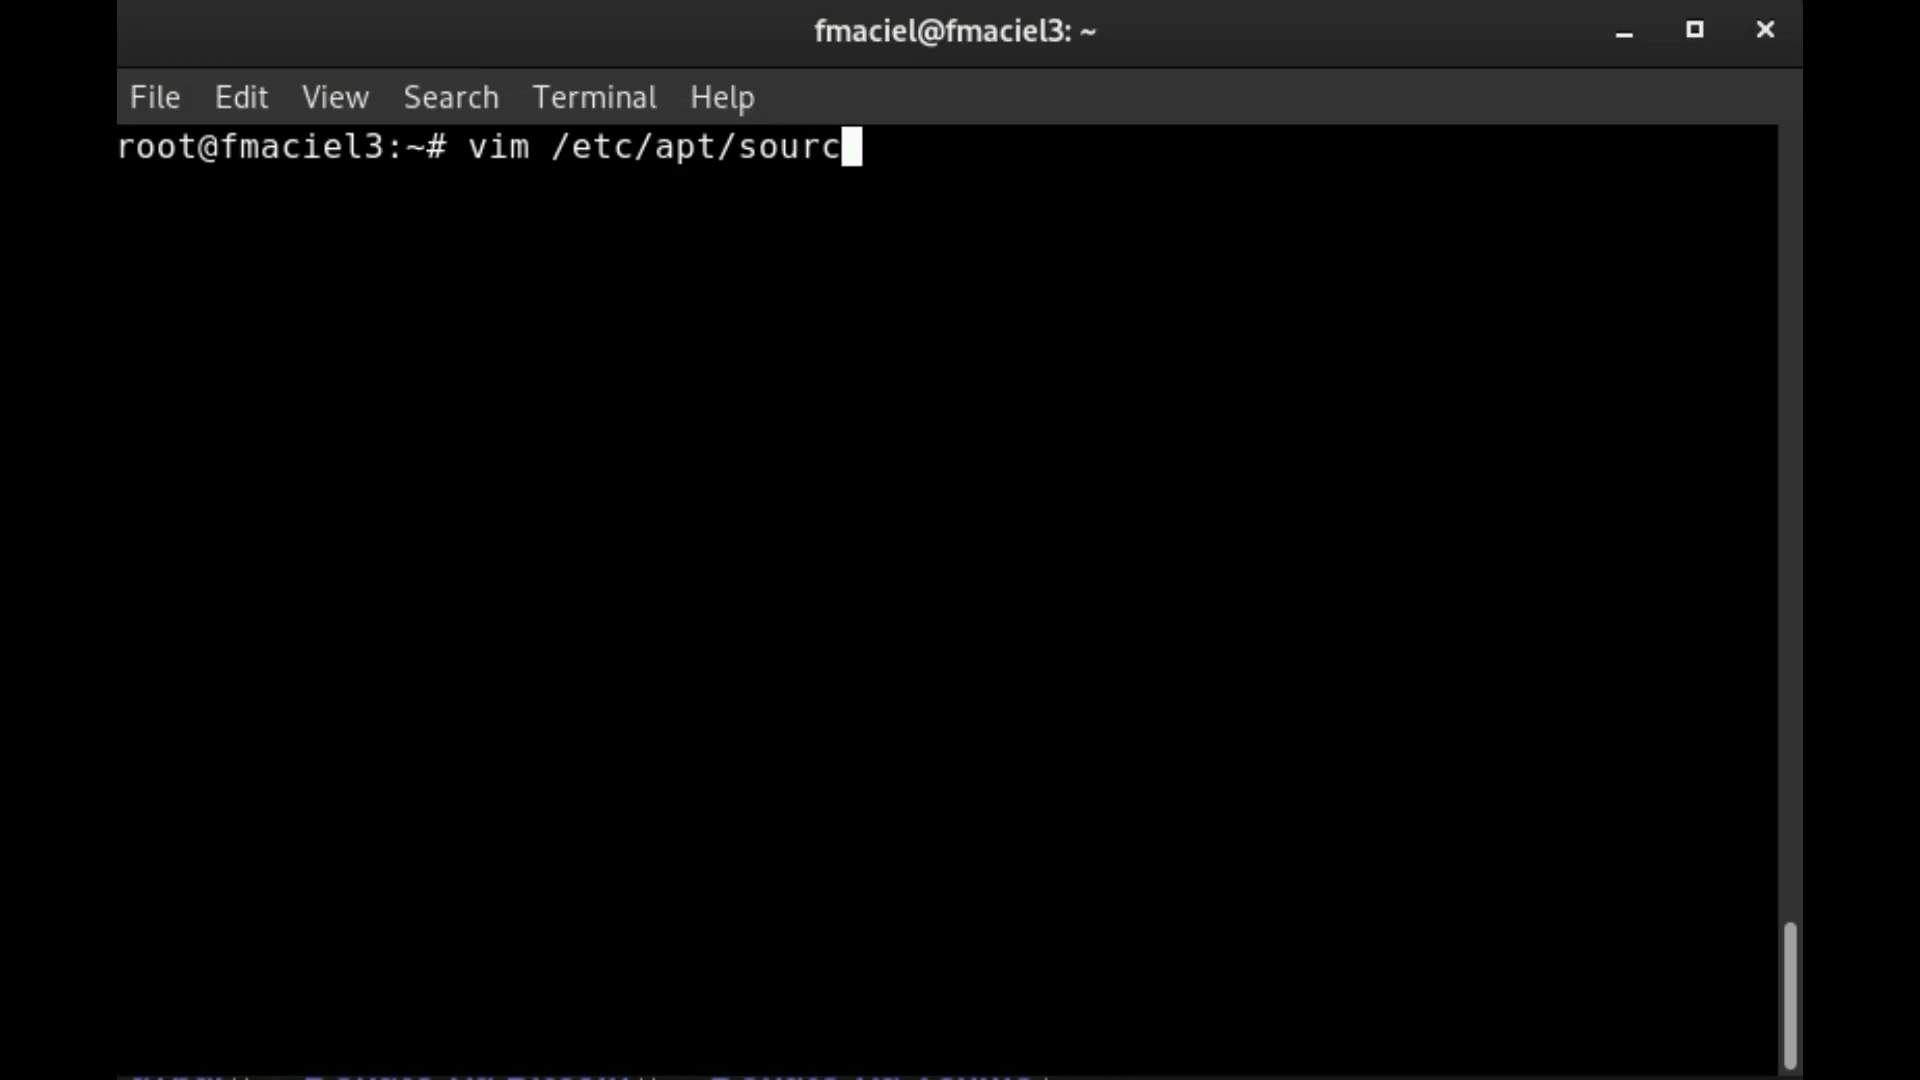 fmaciel@fmaciel3: ~
File Edit View Search Terminal Help
root@fmaciel3:~# vim /etc/apt/sourc